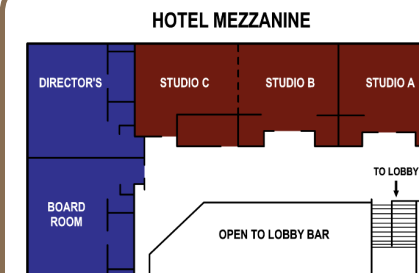 HOTEL MEZZANINE
DIRECTOR'S
STUDIO C
STUDIO B
STUDIO A
TO LOBBY
BOARD
ROOM
OPEN TO LOBBY BAR